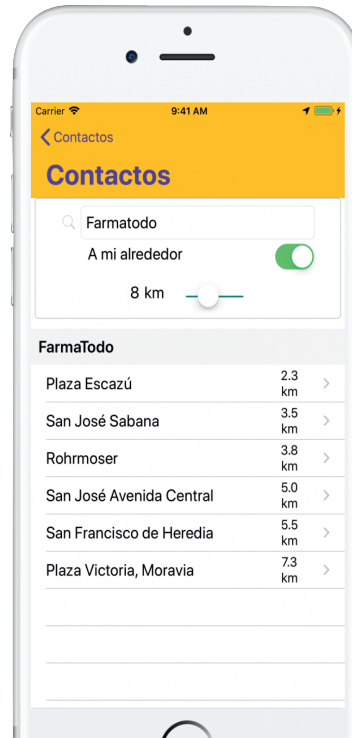 Carrier 9:41 AM
Contactos
Contactos
Farmatodo
A mi alrededor
8 km
FarmaTodo
Plaza Escazú 2.3 km
San José Sabana 3.5 km
Rohrmoser 3.8 km
San José Avenida Central 5.0 km
San Francisco de Heredia 5.5 km
Plaza Victoria, Moravia 7.3 km